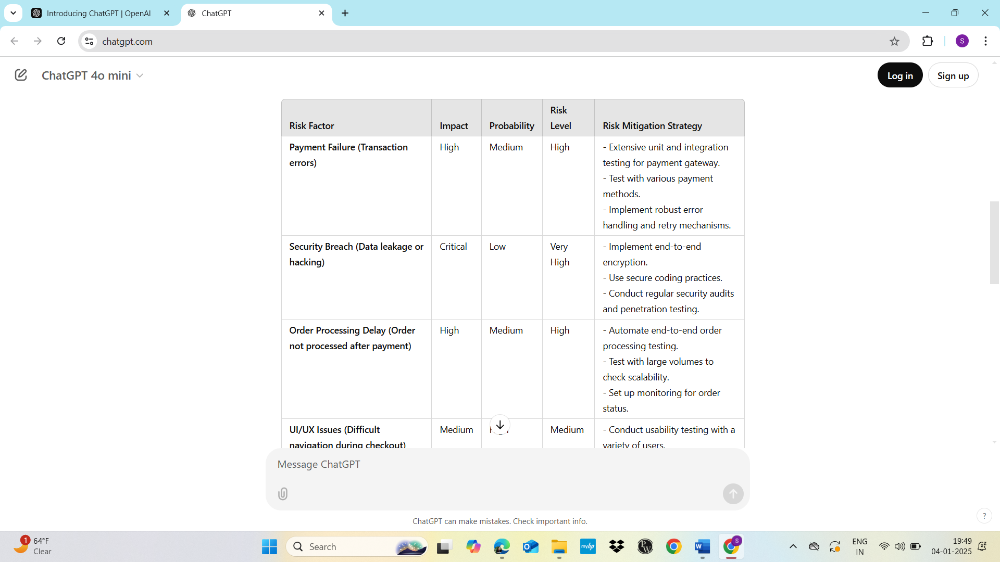 Introducing ChatGPT | OpenAI
ChatGPT
chatgpt.com
S
ChatGPT 4o mini
Log in
Sign up
Risk Factor
Impact
Probability
Risk
Level
Risk Mitigation Strategy
Payment Failure (Transaction
errors)
High
Medium
High
- Extensive unit and integration
testing for payment gateway.
- Test with various payment
methods.
- Implement robust error
handling and retry mechanisms.
Security Breach (Data leakage or
hacking)
Critical
Low
Very
High
- Implement end-to-end
encryption.
- Use secure coding practices.
- Conduct regular security audits
and penetration testing.
Order Processing Delay (Order
not processed after payment)
High
Medium
High
- Automate end-to-end order
processing testing.
- Test with large volumes to
check scalability.
- Set up monitoring for order
status.
UI/UX Issues (Difficult
navigation during checkout)
Medium
Medium
- Conduct usability testing with a
variety of users.
Message ChatGPT
ChatGPT can make mistakes. Check important info.
?
1
64°F
Clear
Search
myhp
PW
W
S
ENG
IN
19:49
04-01-2025